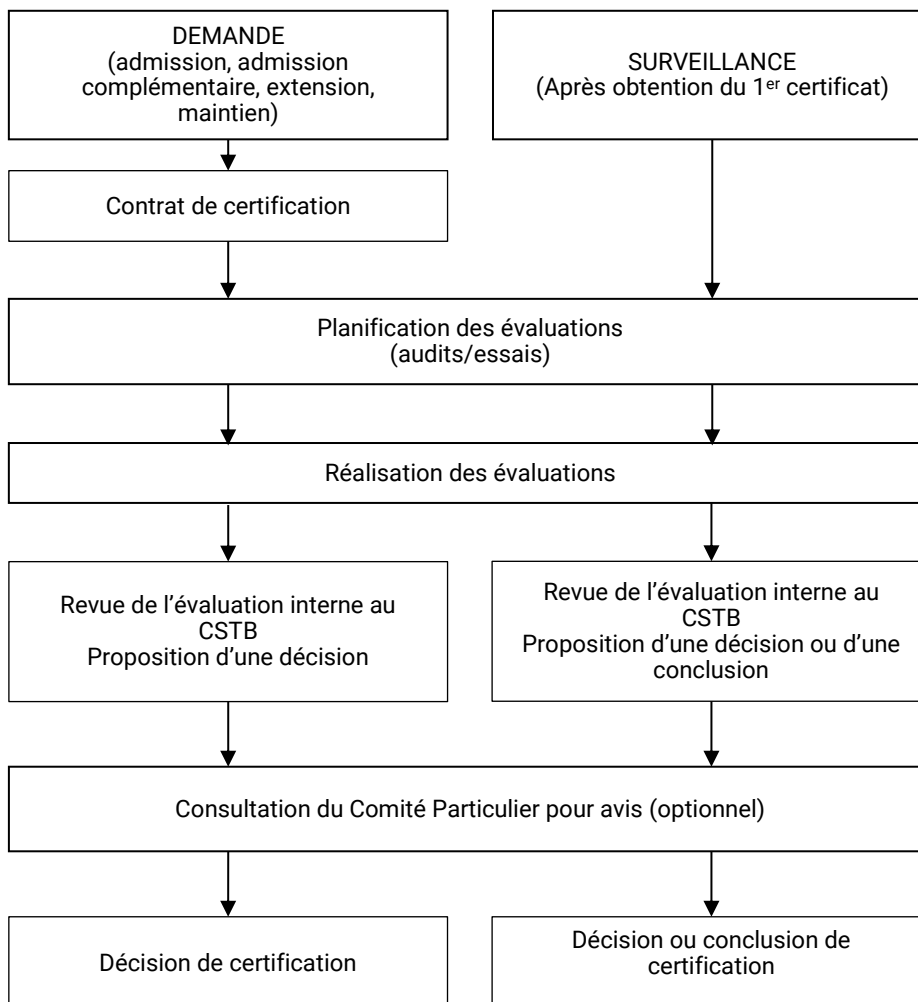 DEMANDE
(admission, admission
complémentaire, extension,
maintien)
SURVEILLANCE
(Après obtention du 1er certificat)
Contrat de certification
Planification des évaluations
(audits/essais)
Réalisation des évaluations
Revue de l’évaluation interne au
CSTB
Proposition d’une décision
Revue de l’évaluation interne au
CSTB
Proposition d’une décision ou d’une
conclusion
Consultation du Comité Particulier pour avis (optionnel)
Décision de certification
Décision ou conclusion de
certification